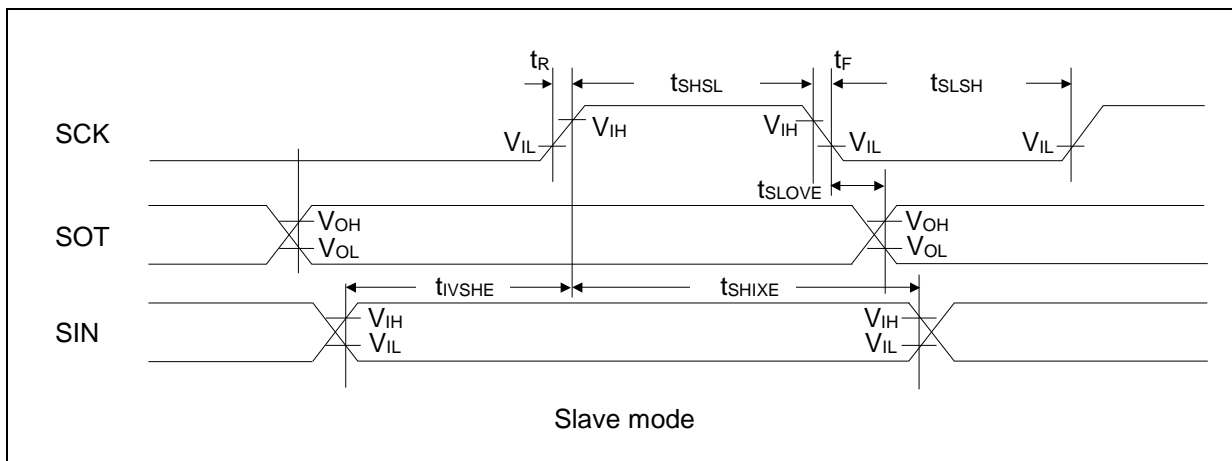 tR tF
tSHSL tSLSH
SCK VIH VIH
VIL VIL VIL
tSLOVE
SOT VOH VOH
VOL VOL
tIVSHE tSHIXE
SIN VIH VIH
VIL VIL
Slave mode